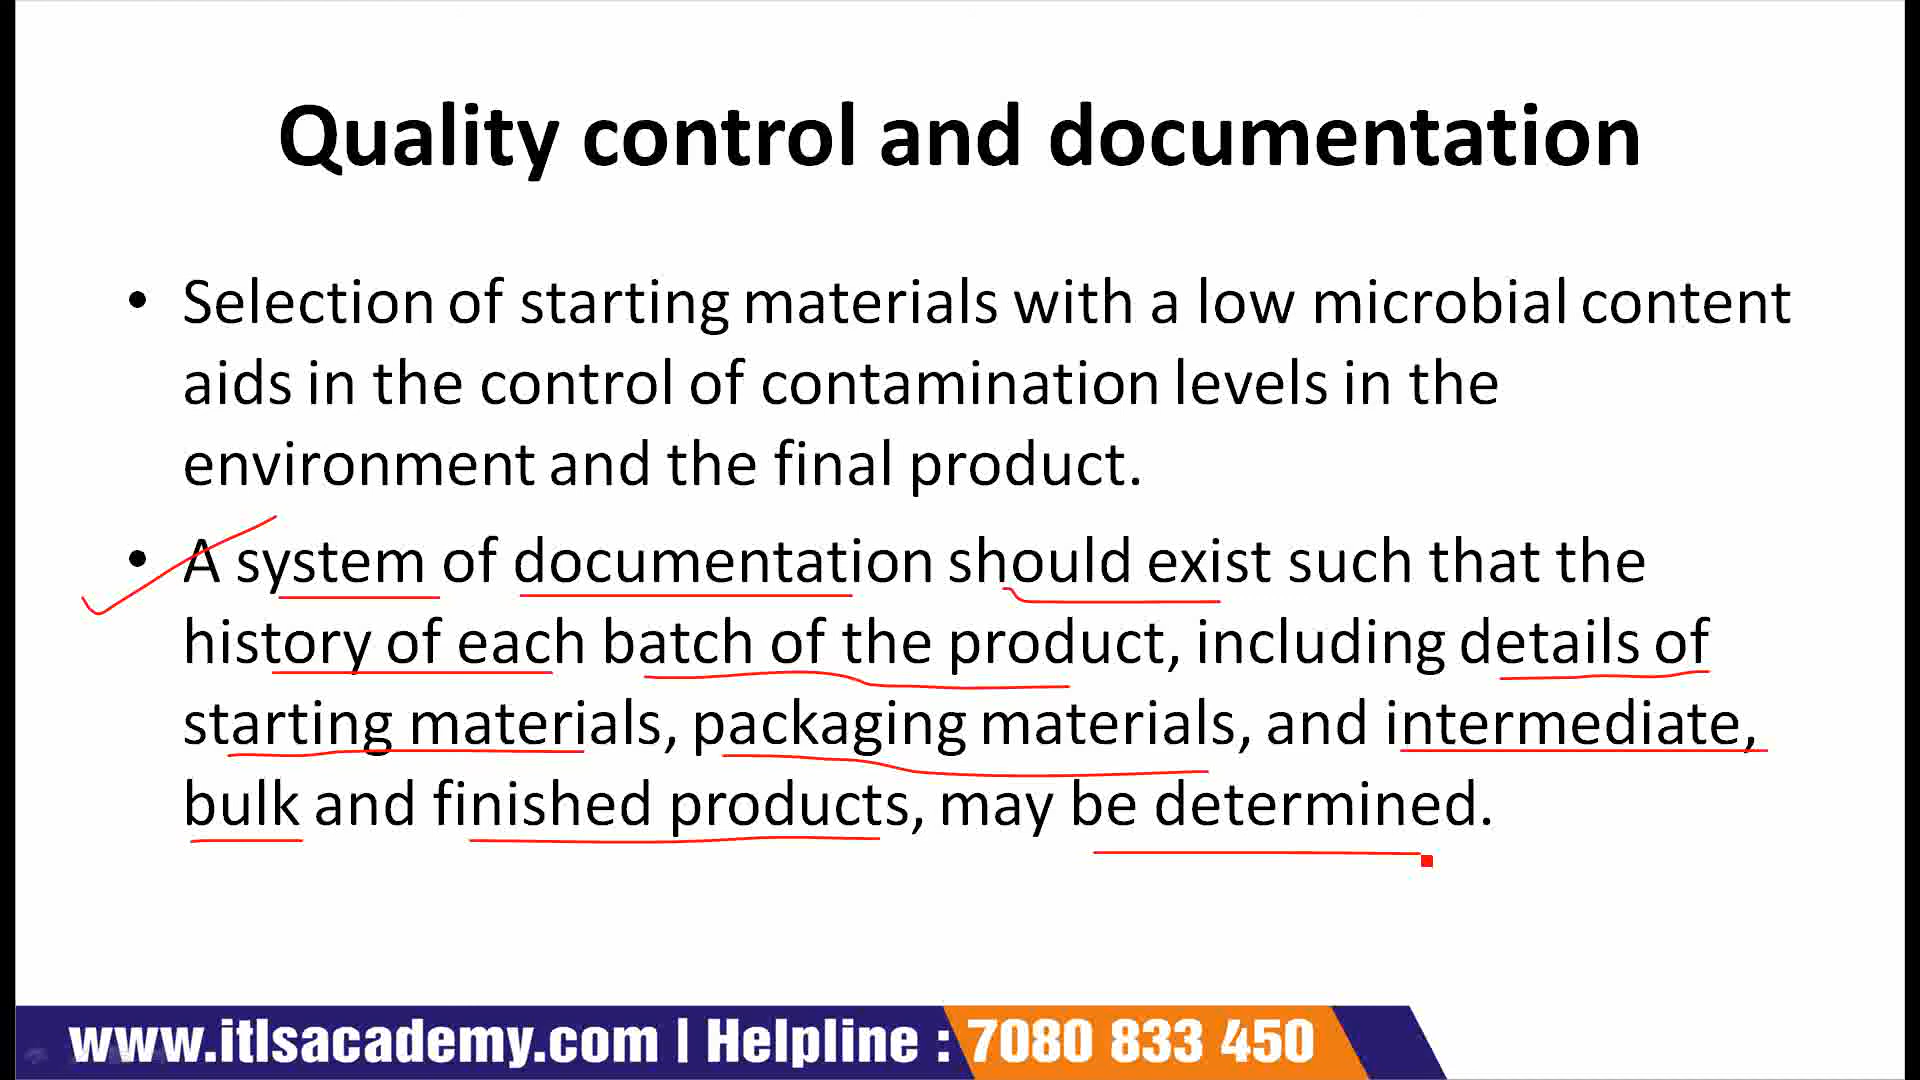 Quality control and documentation
• Selection of starting materials with a low microbial content
aids in the control of contamination levels in the
environment and the final product.
• A system of documentation should exist such that the
history of each batch of the product, including details of
starting materials, packaging materials, and intermediate,
bulk and finished products, may be determined.
www.itlsacademy.com | Helpline : 7080 833 450